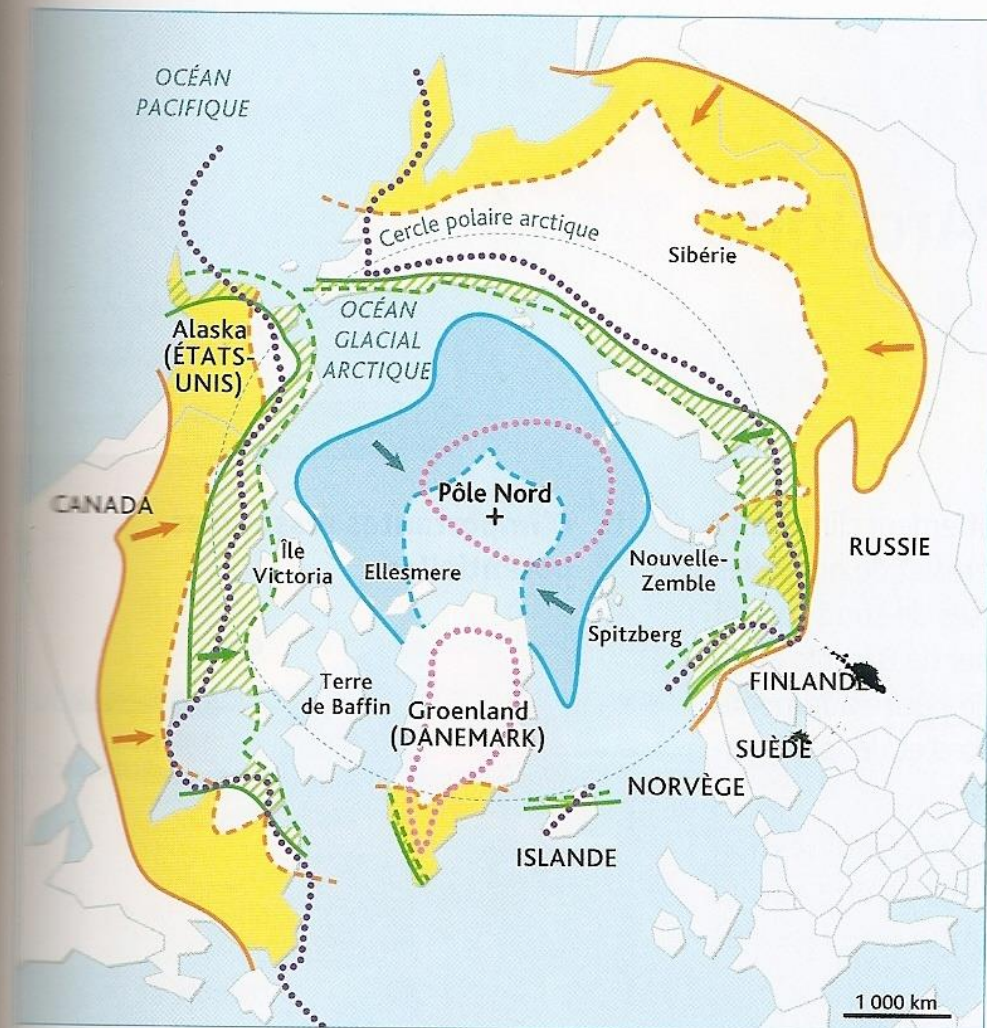 OCÉAN
PACIFIQUE
Cercle polaire arctique
Sibérie
OCÉAN
GLACIAL
ARCTIQUE
Alaska
(ÉTATS-
UNIS)
CANADA
Pôle Nord
+
Île
Victoria
Ellesmere
Nouvelle-
Zemble
RUSSIE
Spitzberg
Terre
de Baffin
Groenland
(DANEMARK)
FINLANDE
SUÈDE
NORVÈGE
ISLANDE
1 000 km